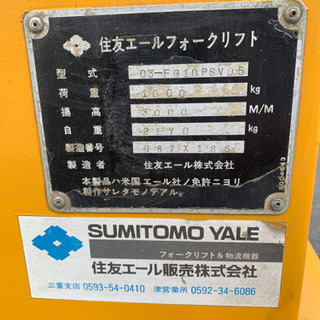 住友エールフォークリフト
型式 03-FG10PSV05
荷重 1000 kg
揚高 3000 M/M
自重 2170 kg
製造番号
製造者 住友エール株式会社
本製品ハ米国エール社ノ免許ニヨリ
製作サレタモノデアル。
SUMITOMO YALE
フォークリフト&物流機器
住友エール販売株式会社
三重支店 0593-54-0410 津営業所 0592-34-6086